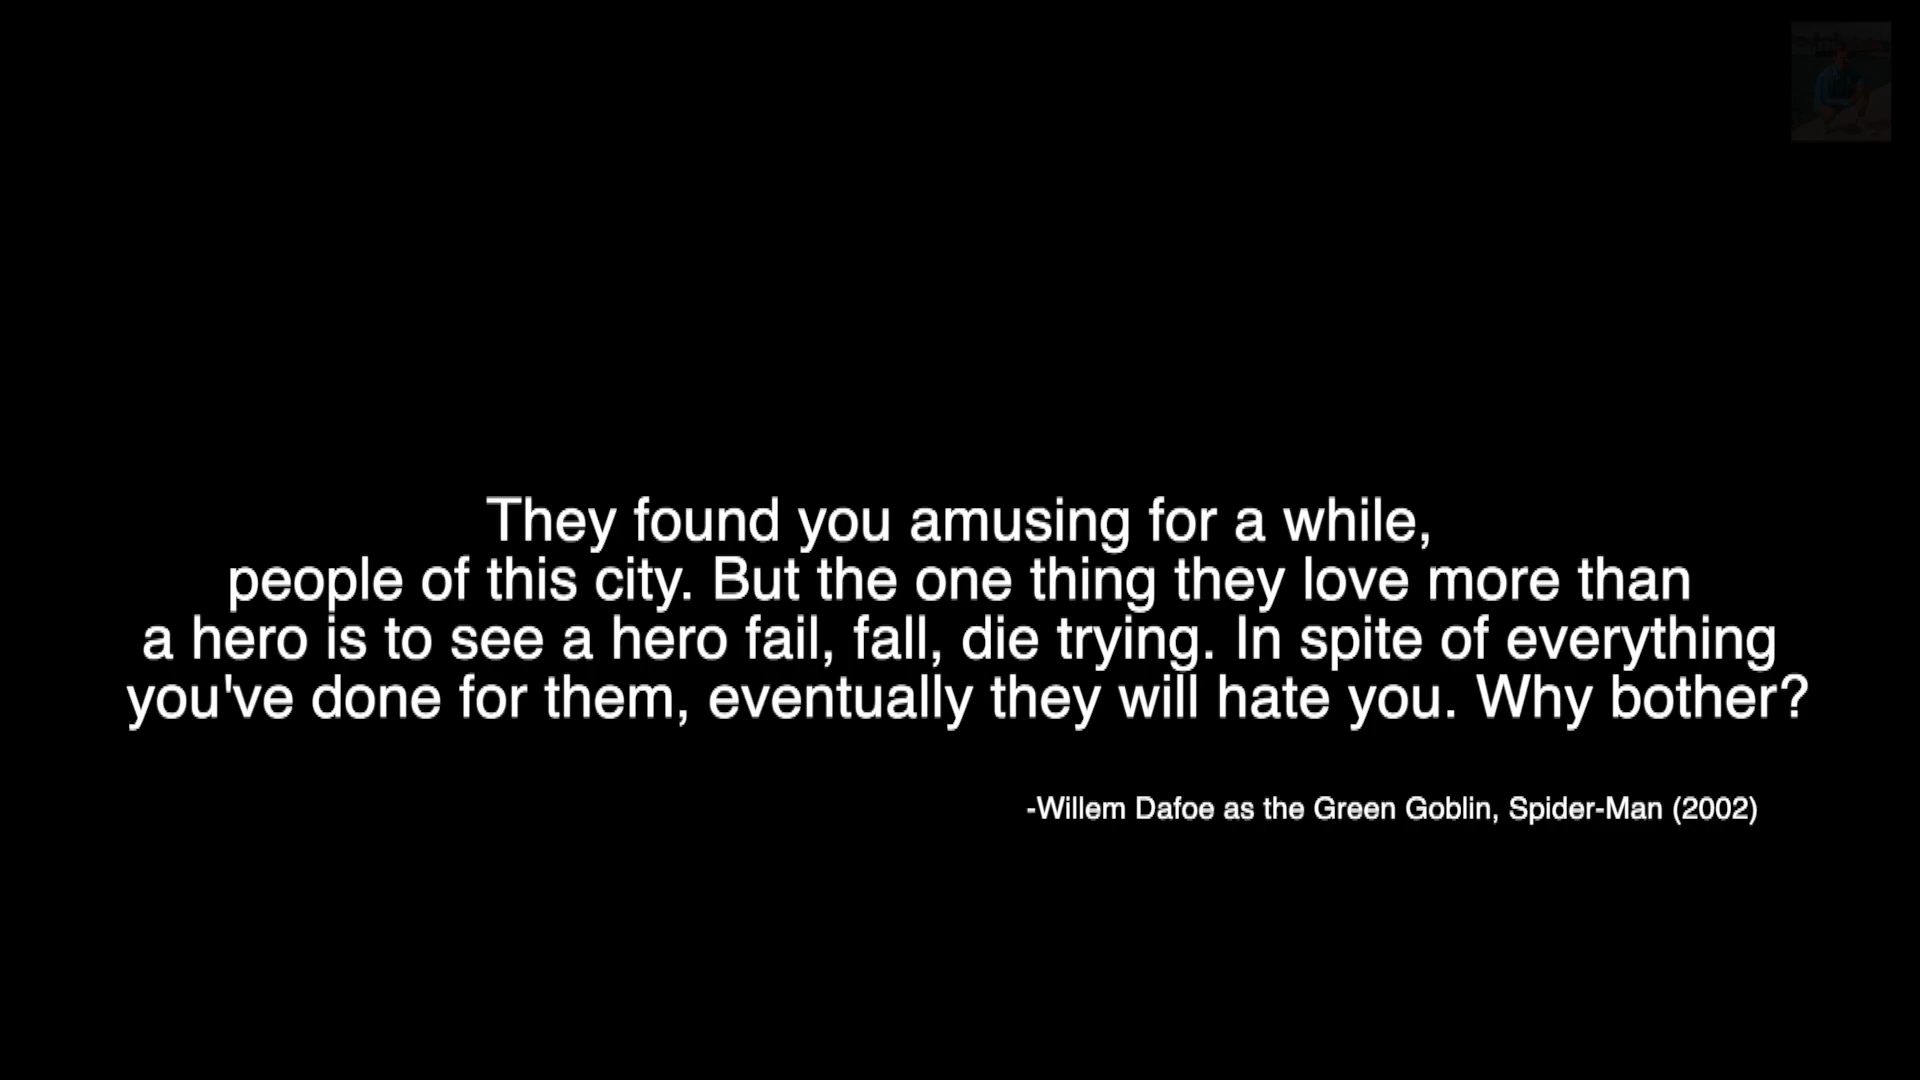 They found you amusing for a while,
people of this city. But the one thing they love more than
a hero is to see a hero fail, fall, die trying. In spite of everything
you've done for them, eventually they will hate you. Why bother?
-Willem Dafoe as the Green Goblin, Spider-Man (2002)